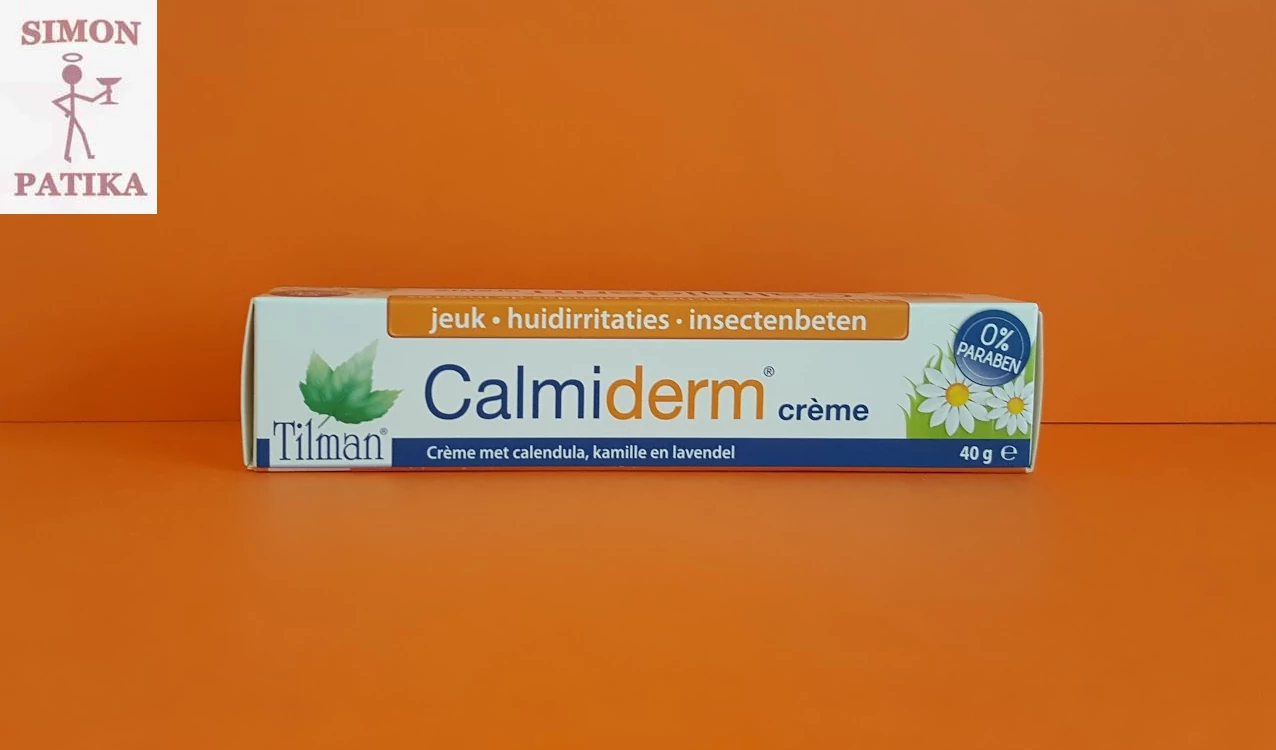 SIMON
PATIKA
jeuk • huidirritaties • insectenbeten
0%
PARABEN
Calmiderm® crème
Tilman®
Crème met calendula, kamille en lavendel
40 g ℮